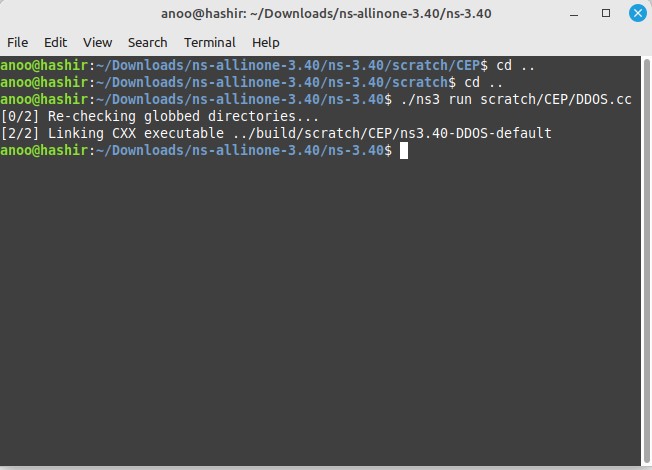 anoo@hashir: ~/Downloads/ns-allinone-3.40/ns-3.40
File Edit View Search Terminal Help
anoo@hashir:~/Downloads/ns-allinone-3.40/ns-3.40/scratch/CEP$ cd ..
anoo@hashir:~/Downloads/ns-allinone-3.40/ns-3.40/scratch$ cd ..
anoo@hashir:~/Downloads/ns-allinone-3.40/ns-3.40$ ./ns3 run scratch/CEP/DDOS.cc
[0/2] Re-checking globbed directories...
[2/2] Linking CXX executable ../build/scratch/CEP/ns3.40-DDOS-default
anoo@hashir:~/Downloads/ns-allinone-3.40/ns-3.40$